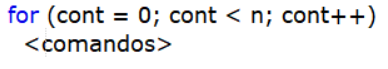 for (cont = 0; cont < n; cont++)
<comandos>